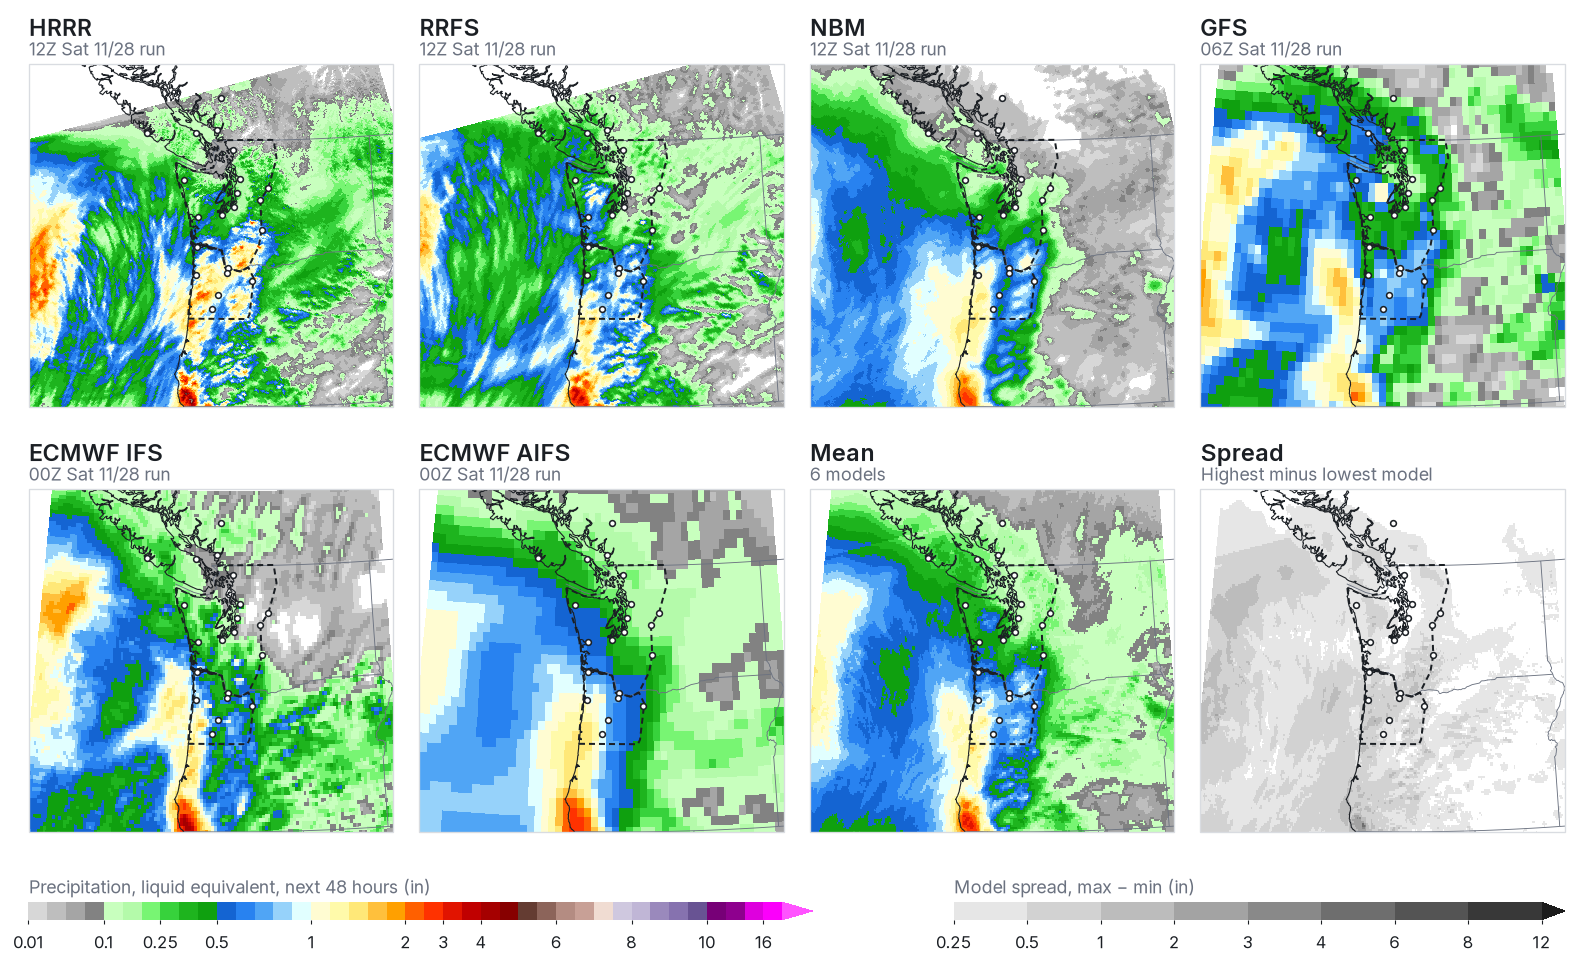 HRRR
12Z Sat 11/28 run
RRFS
12Z Sat 11/28 run
NBM
12Z Sat 11/28 run
GFS
06Z Sat 11/28 run
ECMWF IFS
00Z Sat 11/28 run
ECMWF AIFS
00Z Sat 11/28 run
Mean
6 models
Spread
Highest minus lowest model
Precipitation, liquid equivalent, next 48 hours (in)
0.01 0.1 0.25 0.5 1 2 3 4 6 8 10 16
Model spread, max − min (in)
0.25 0.5 1 2 3 4 6 8 12